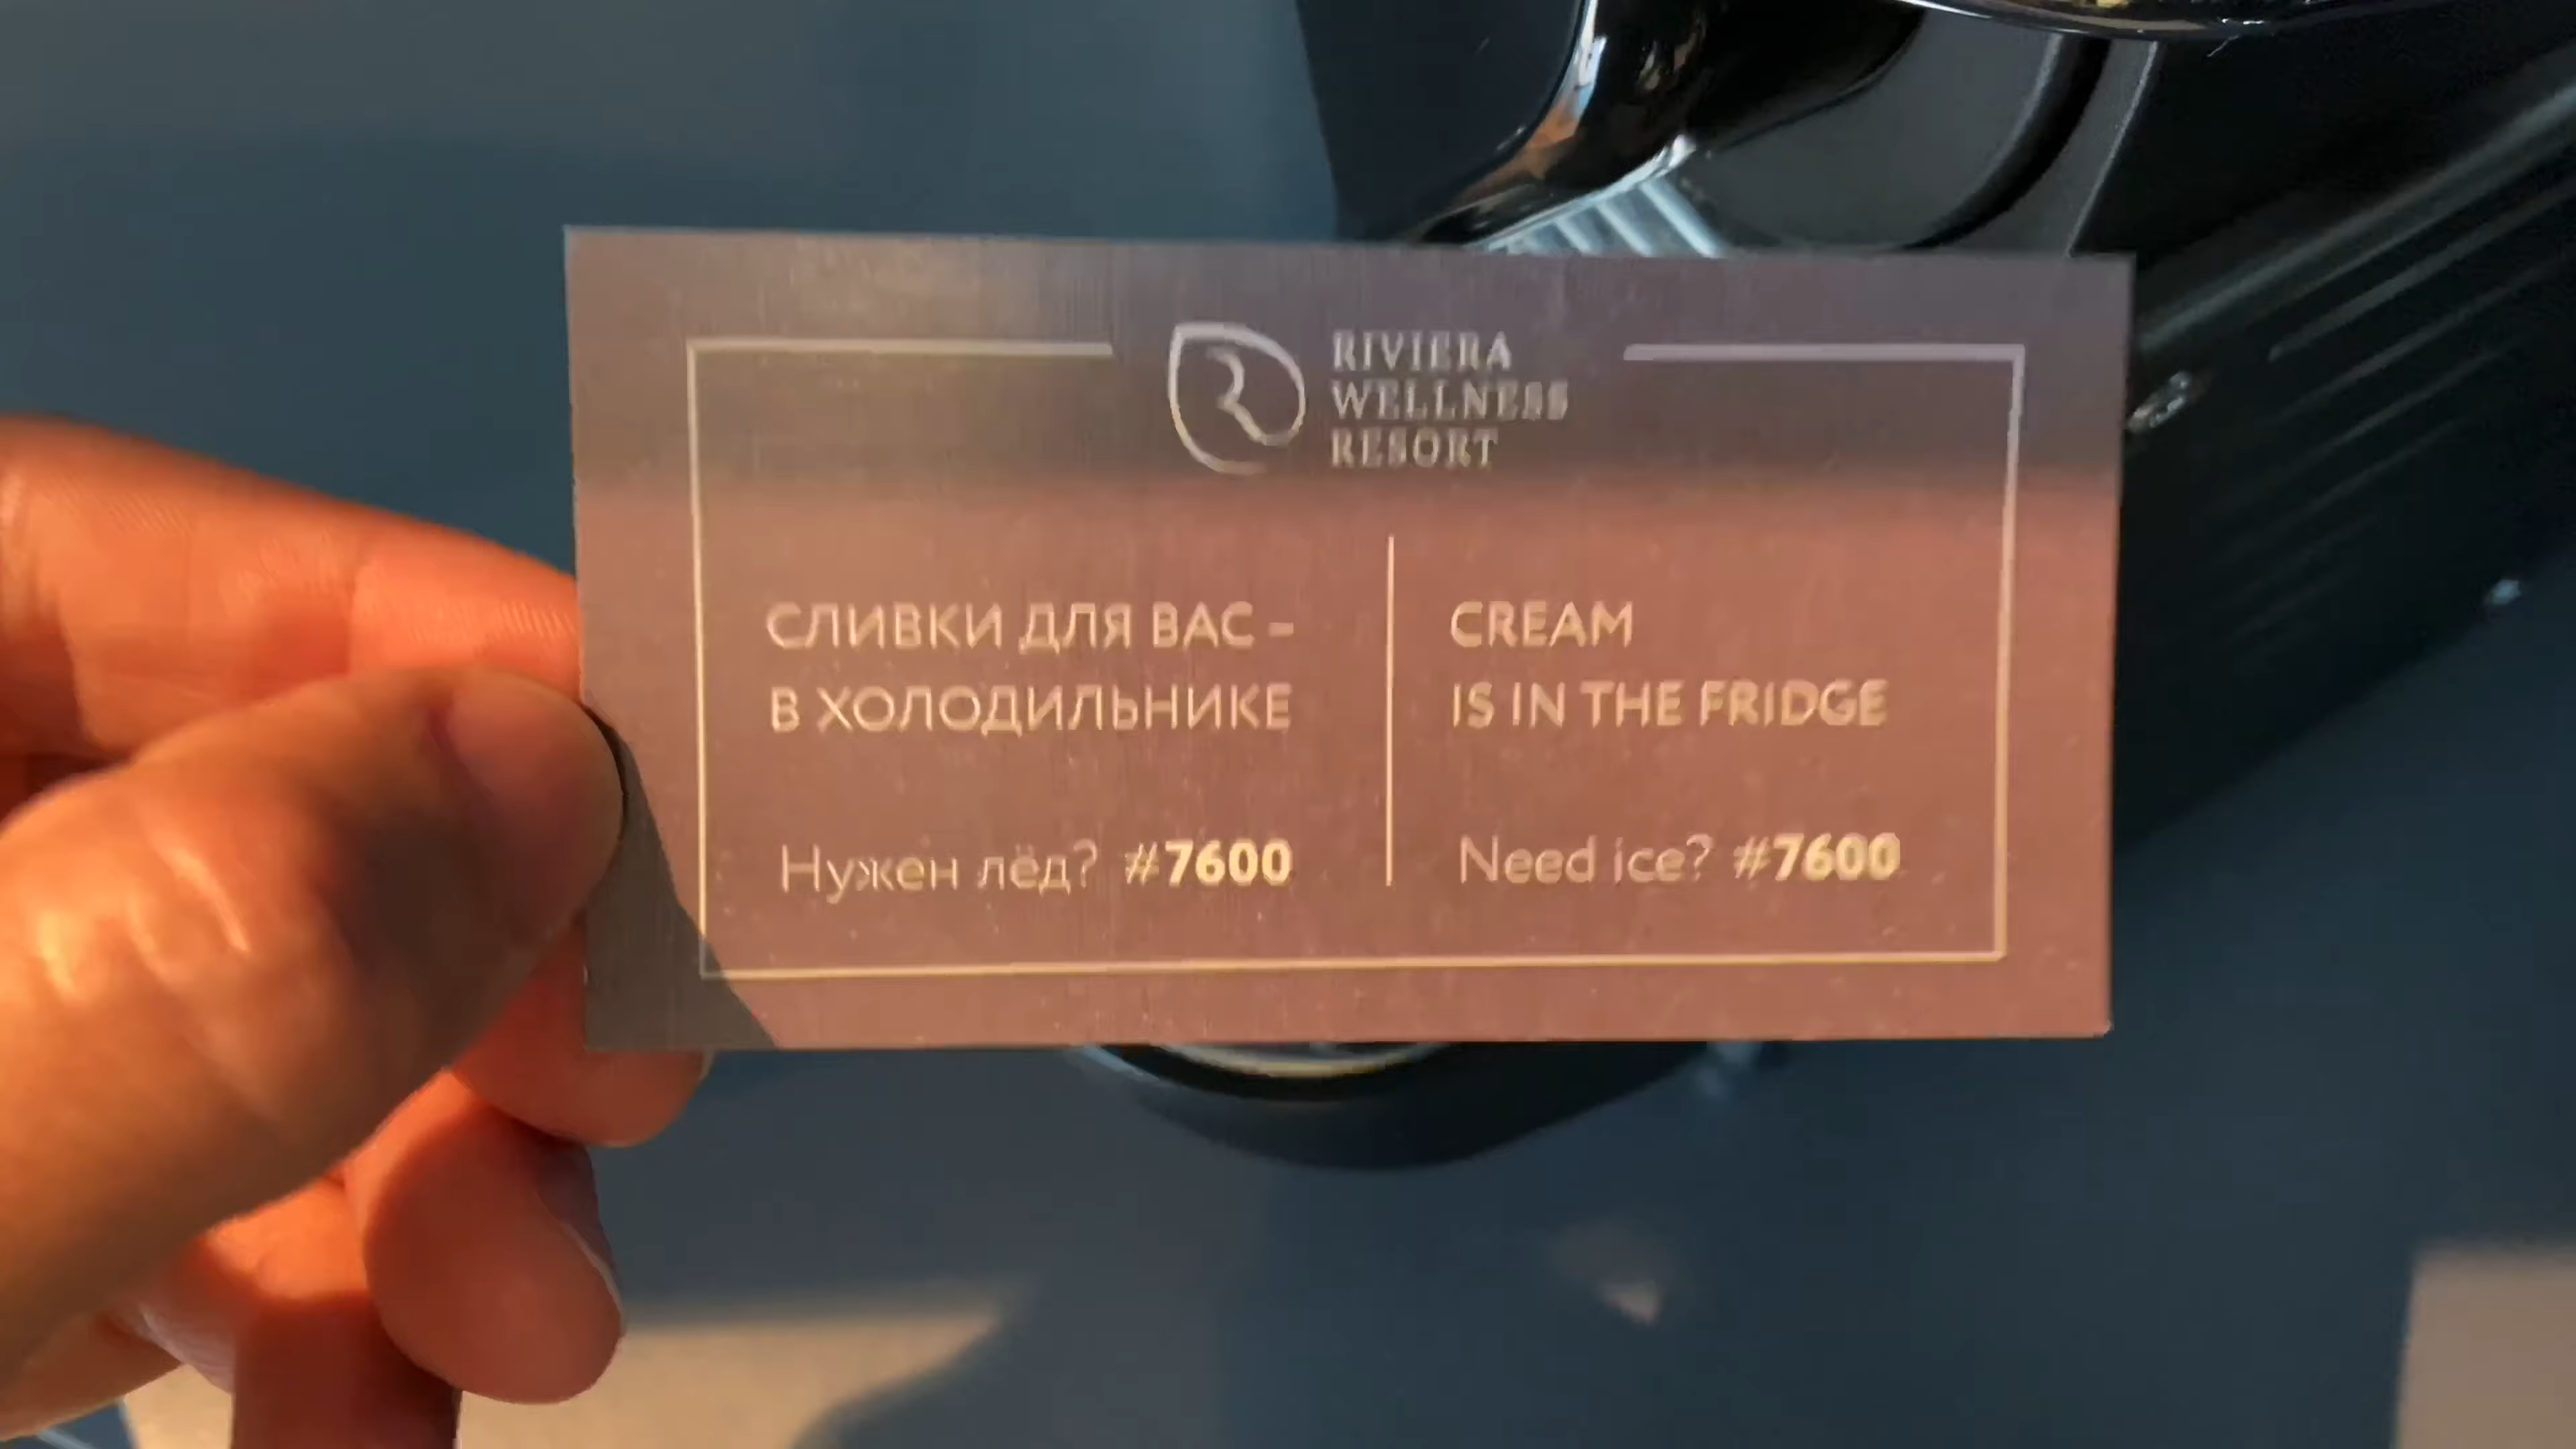 RIVIERA
WELLNESS
RESORT
СЛИВКИ ДЛЯ ВАС –
В ХОЛОДИЛЬНИКЕ
Нужен лёд? #7600
CREAM
IS IN THE FRIDGE
Need ice? #7600